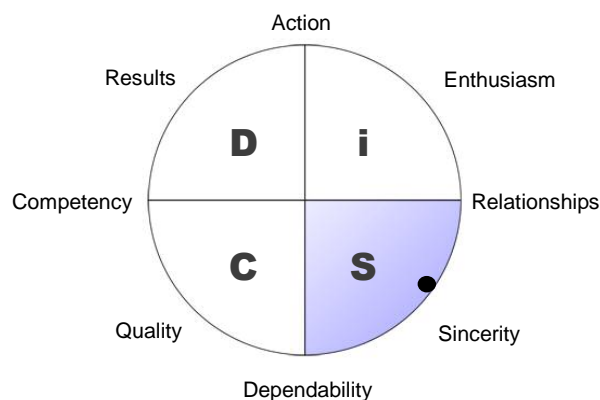 Action
Results
Enthusiasm
D
i
Competency
Relationships
C
S
Quality
Sincerity
Dependability